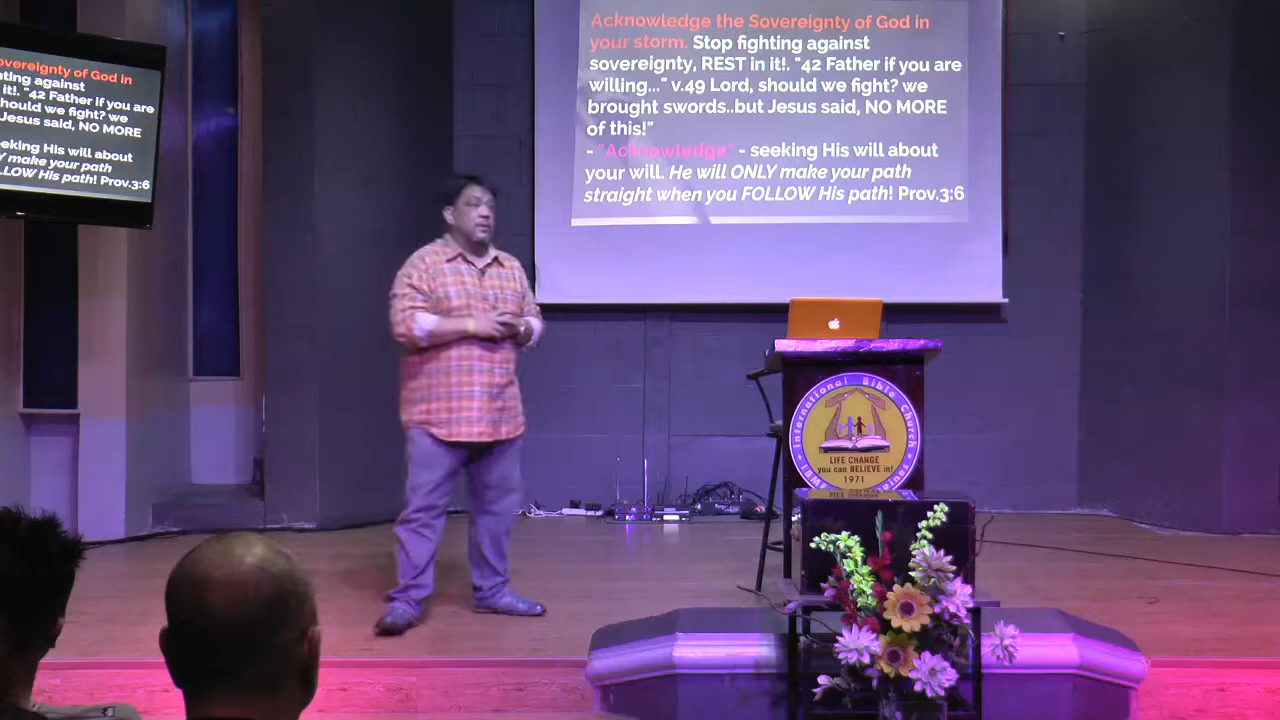 Acknowledge the Sovereignty of God in
your storm. Stop fighting against
sovereignty, REST in it!. "42 Father if you are
willing..." v.49 Lord, should we fight? we
brought swords..but Jesus said, NO MORE
of this!"
- "Acknowledge" - seeking His will about
your will. He will ONLY make your path
straight when you FOLLOW His path! Prov.3:6
overeignty of God in
ting against
it!. "42 Father if you are
hould we fight? we
Jesus said, NO MORE
eeking His will about
Y make your path
LLOW His path! Prov.3:6
International Bible Church
LIFE CHANGE
you can BELIEVE in!
1971